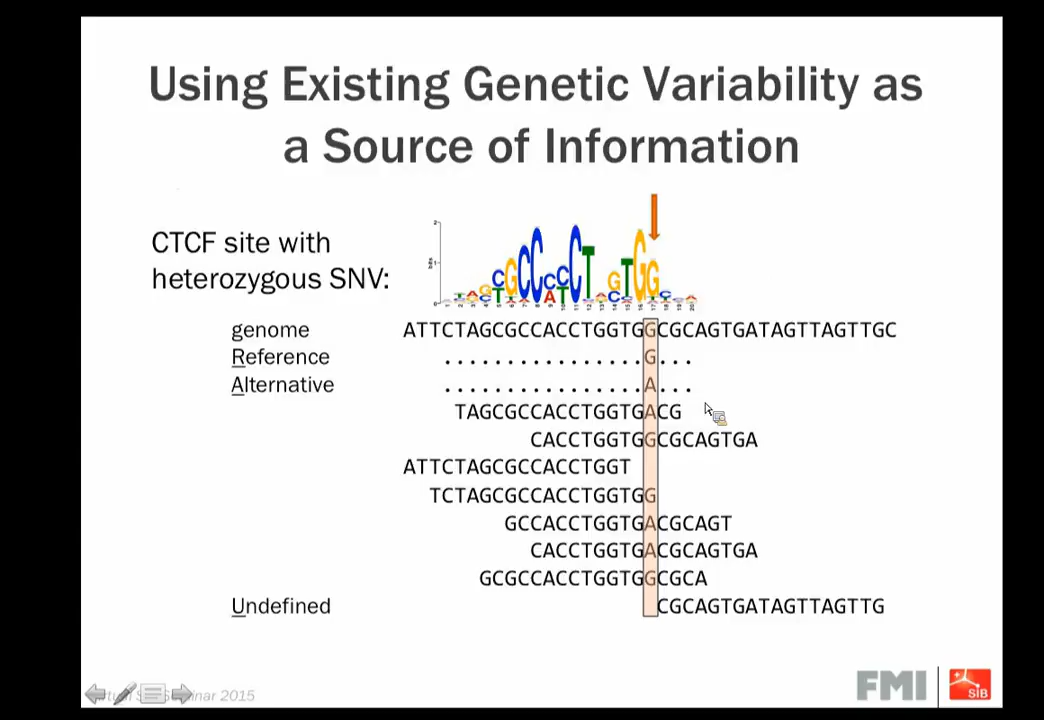 Using Existing Genetic Variability as
a Source of Information
CTCF site with
heterozygous SNV:
genome ATTCTAGCGCCACCTGGTGGCGCAGTGATAGTTAGTTGC
Reference ................G...
Alternative ................A...
TAGCGCCACCTGGTGACG
CACCTGGTGGCGCAGTGA
ATTCTAGCGCCACCTGGT
TCTAGCGCCACCTGGTGG
GCCACCTGGTGACGCAGT
CACCTGGTGACGCAGTGA
GCGCCACCTGGTGGCGCA
Undefined CGCAGTGATAGTTAGTTG
2015
FMI
SIB